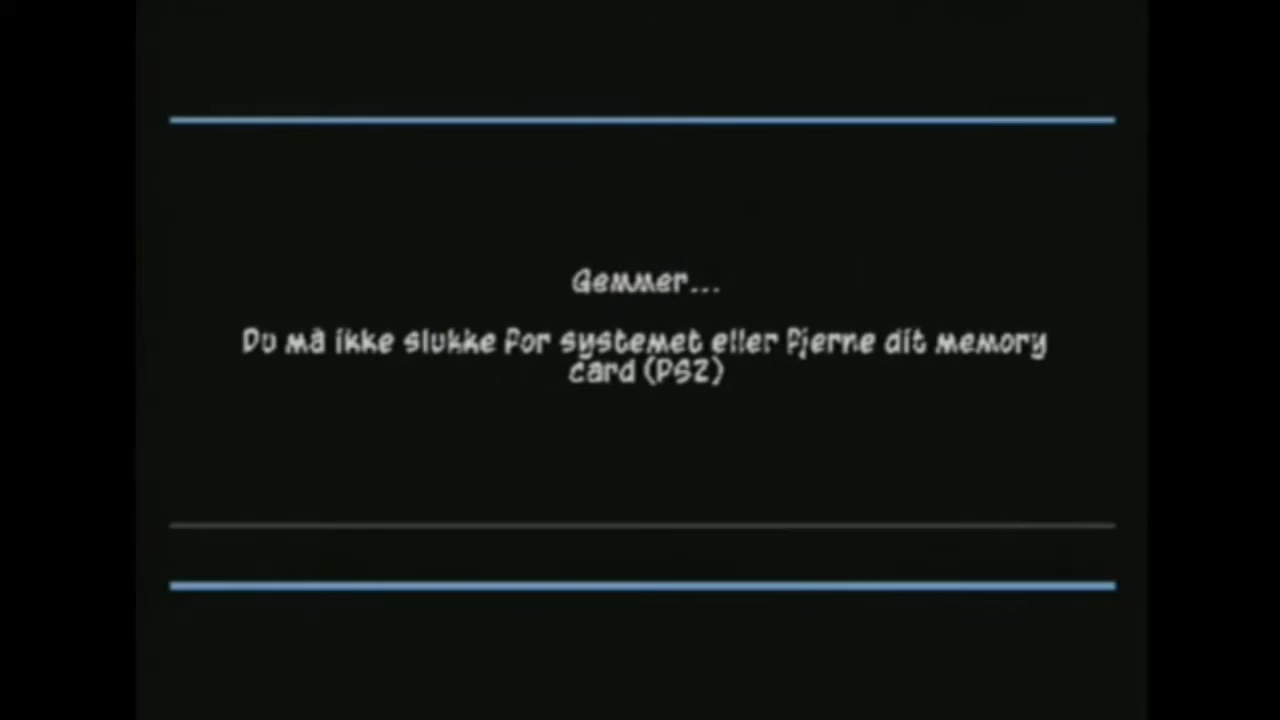 Gemmer...
Du må ikke slukke for systemet eller fjerne dit memory
card (PS2)